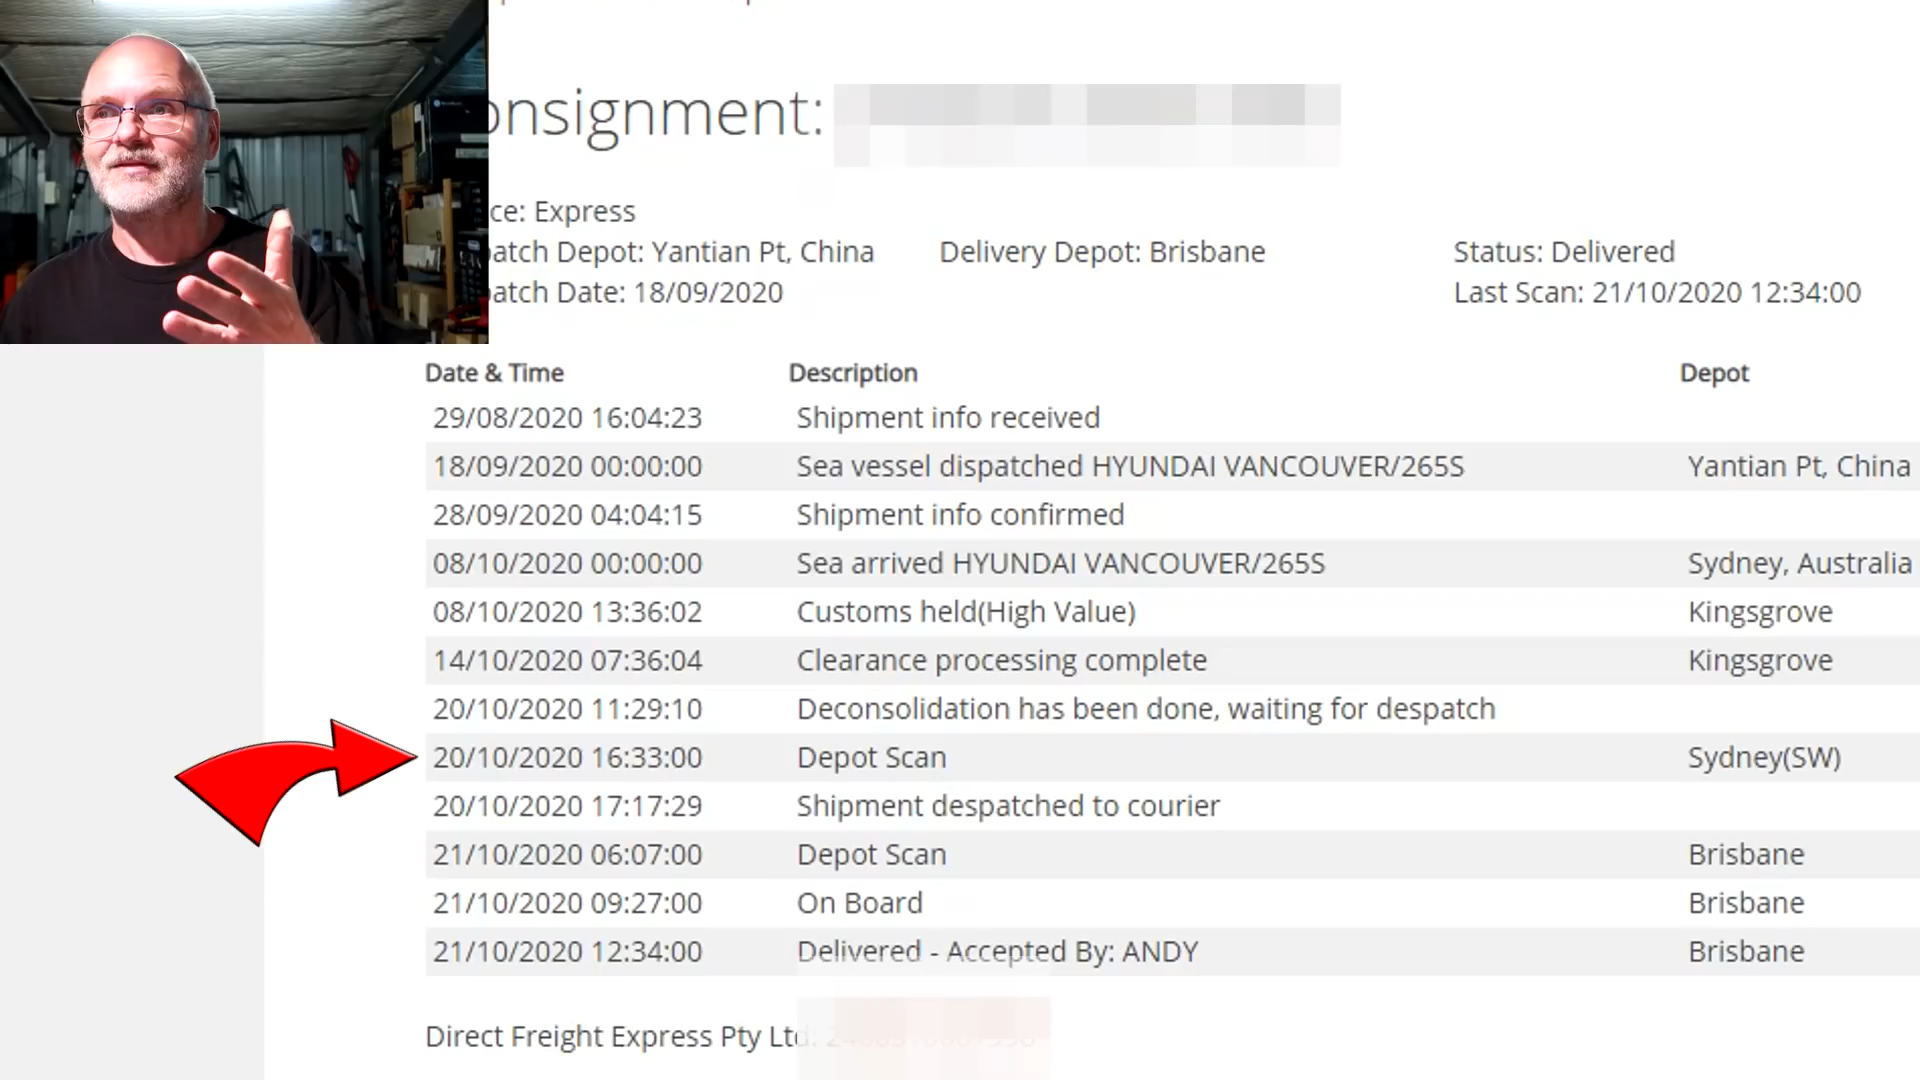 onsignment:
ce: Express
atch Depot: Yantian Pt, China Delivery Depot: Brisbane Status: Delivered
atch Date: 18/09/2020 Last Scan: 21/10/2020 12:34:00
Date & Time Description Depot
29/08/2020 16:04:23 Shipment info received
18/09/2020 00:00:00 Sea vessel dispatched HYUNDAI VANCOUVER/265S Yantian Pt, China
28/09/2020 04:04:15 Shipment info confirmed
08/10/2020 00:00:00 Sea arrived HYUNDAI VANCOUVER/265S Sydney, Australia
08/10/2020 13:36:02 Customs held(High Value) Kingsgrove
14/10/2020 07:36:04 Clearance processing complete Kingsgrove
20/10/2020 11:29:10 Deconsolidation has been done, waiting for despatch
20/10/2020 16:33:00 Depot Scan Sydney(SW)
20/10/2020 17:17:29 Shipment despatched to courier
21/10/2020 06:07:00 Depot Scan Brisbane
21/10/2020 09:27:00 On Board Brisbane
21/10/2020 12:34:00 Delivered - Accepted By: ANDY Brisbane
Direct Freight Express Pty Ltd: